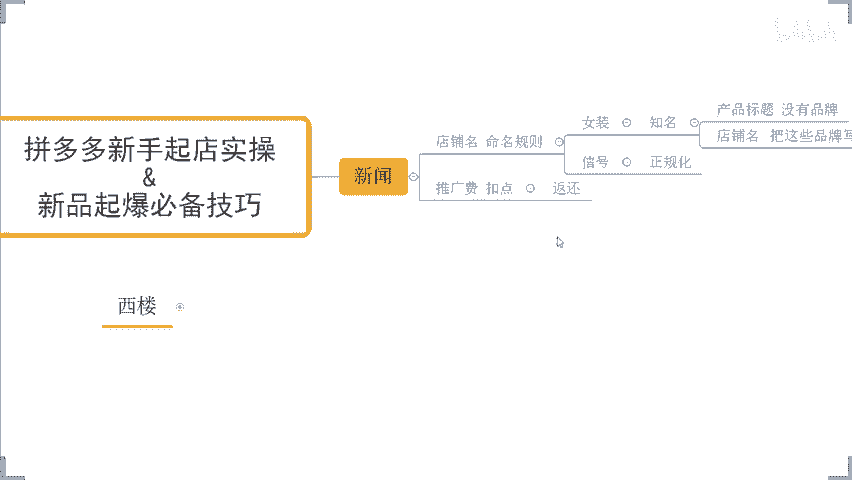 拼多多新手起店实操
&
新品起爆必备技巧
新闻
店铺名 命名规则
女装
知名
产品标题 没有品牌
店铺名 把这些品牌写
信号
正规化
推广费 扣点
返还
西楼